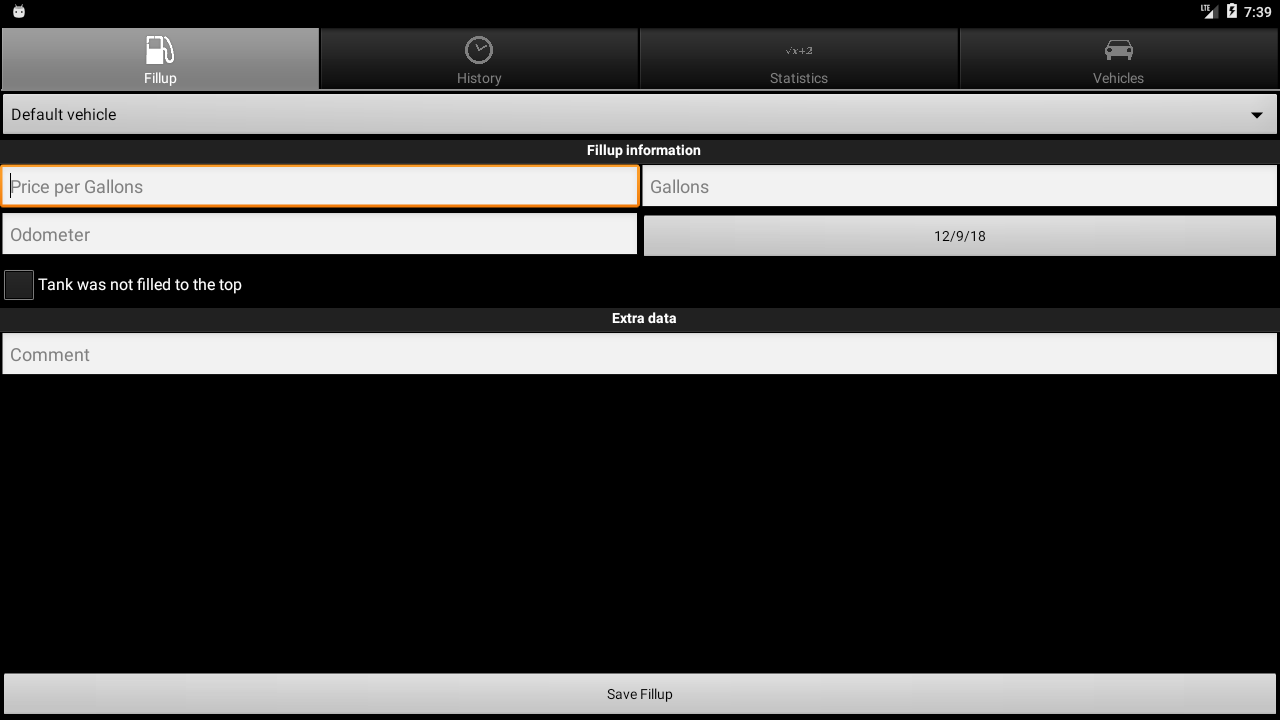 LTE 7:39
Fillup
History
√x+2
Statistics
Vehicles
Default vehicle
Fillup information
Price per Gallons
Gallons
Odometer
12/9/18
Tank was not filled to the top
Extra data
Comment
Save Fillup